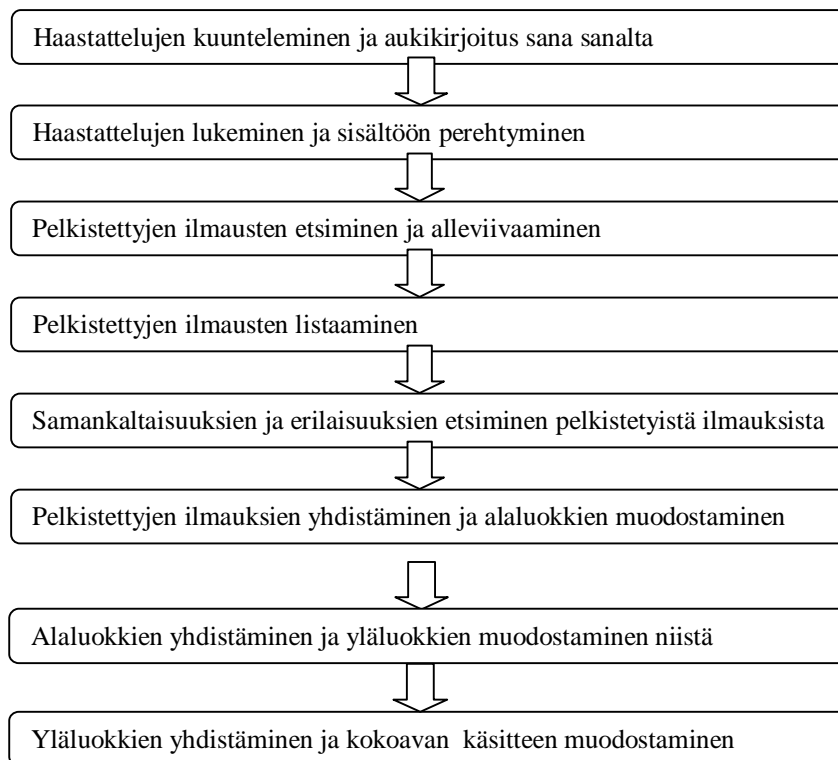 Haastattelujen kuunteleminen ja aukikirjoitus sana sanalta
Haastattelujen lukeminen ja sisältöön perehtyminen
Pelkistettyjen ilmausten etsiminen ja alleviivaaminen
Pelkistettyjen ilmausten listaaminen
Samankaltaisuuksien ja erilaisuuksien etsiminen pelkistetyistä ilmauksista
Pelkistettyjen ilmauksien yhdistäminen ja alaluokkien muodostaminen
Alaluokkien yhdistäminen ja yläluokkien muodostaminen niistä
Yläluokkien yhdistäminen ja kokoavan käsitteen muodostaminen